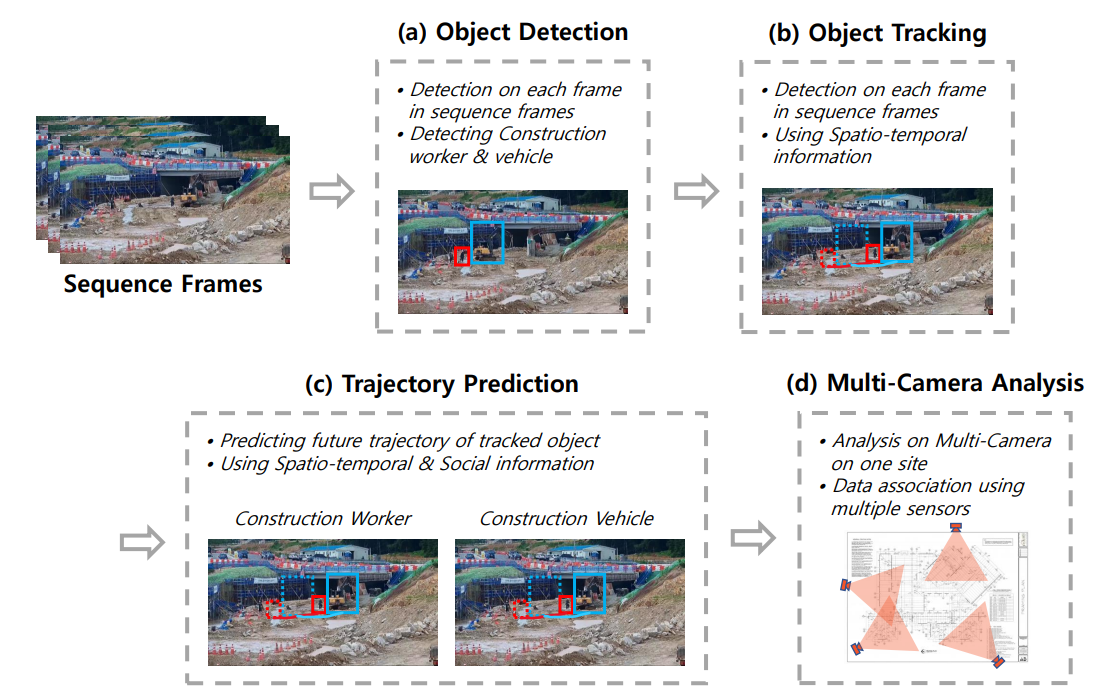 (a) Object Detection
• Detection on each frame
in sequence frames
• Detecting Construction
worker & vehicle
(b) Object Tracking
• Detection on each frame
in sequence frames
• Using Spatio-temporal
information
Sequence Frames
(c) Trajectory Prediction
• Predicting future trajectory of tracked object
• Using Spatio-temporal & Social information
Construction Worker
Construction Vehicle
(d) Multi-Camera Analysis
• Analysis on Multi-Camera
on one site
• Data association using
multiple sensors